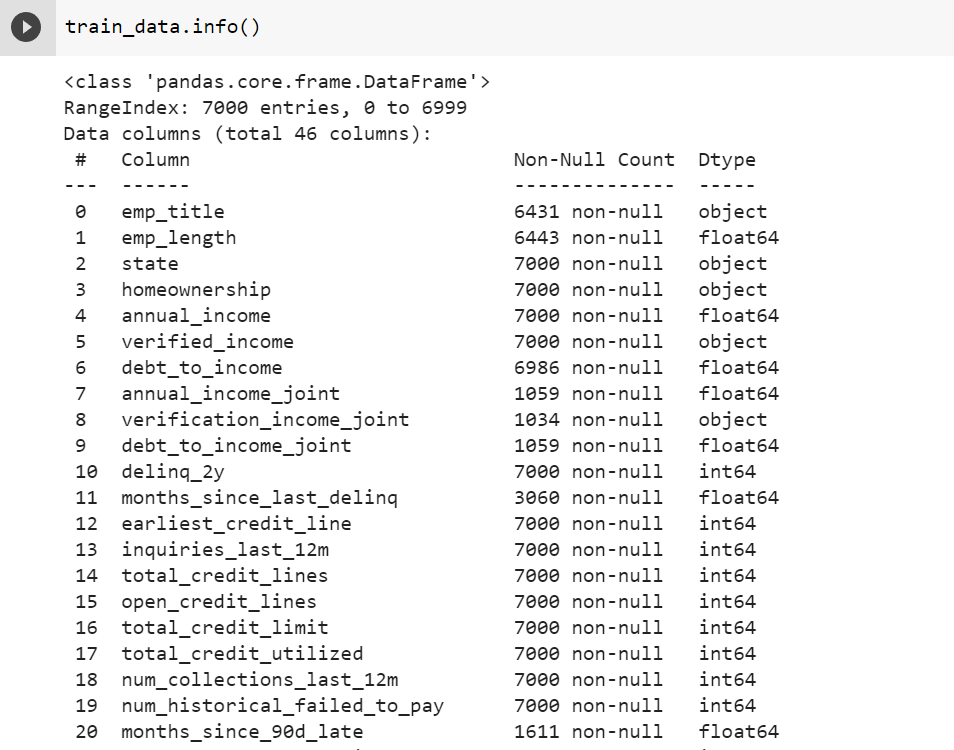 train_data.info()
<class 'pandas.core.frame.DataFrame'>
RangeIndex: 7000 entries, 0 to 6999
Data columns (total 46 columns):
 #   Column                            Non-Null Count  Dtype
---  ------                            --------------  -----
 0   emp_title                         6431 non-null   object
 1   emp_length                        6443 non-null   float64
 2   state                             7000 non-null   object
 3   homeownership                     7000 non-null   object
 4   annual_income                     7000 non-null   float64
 5   verified_income                   7000 non-null   object
 6   debt_to_income                    6986 non-null   float64
 7   annual_income_joint               1059 non-null   float64
 8   verification_income_joint         1034 non-null   object
 9   debt_to_income_joint              1059 non-null   float64
 10  delinq_2y                         7000 non-null   int64
 11  months_since_last_delinq          3060 non-null   float64
 12  earliest_credit_line              7000 non-null   int64
 13  inquiries_last_12m                7000 non-null   int64
 14  total_credit_lines                7000 non-null   int64
 15  open_credit_lines                 7000 non-null   int64
 16  total_credit_limit                7000 non-null   int64
 17  total_credit_utilized             7000 non-null   int64
 18  num_collections_last_12m          7000 non-null   int64
 19  num_historical_failed_to_pay      7000 non-null   int64
 20  months_since_90d_late             1611 non-null   float64